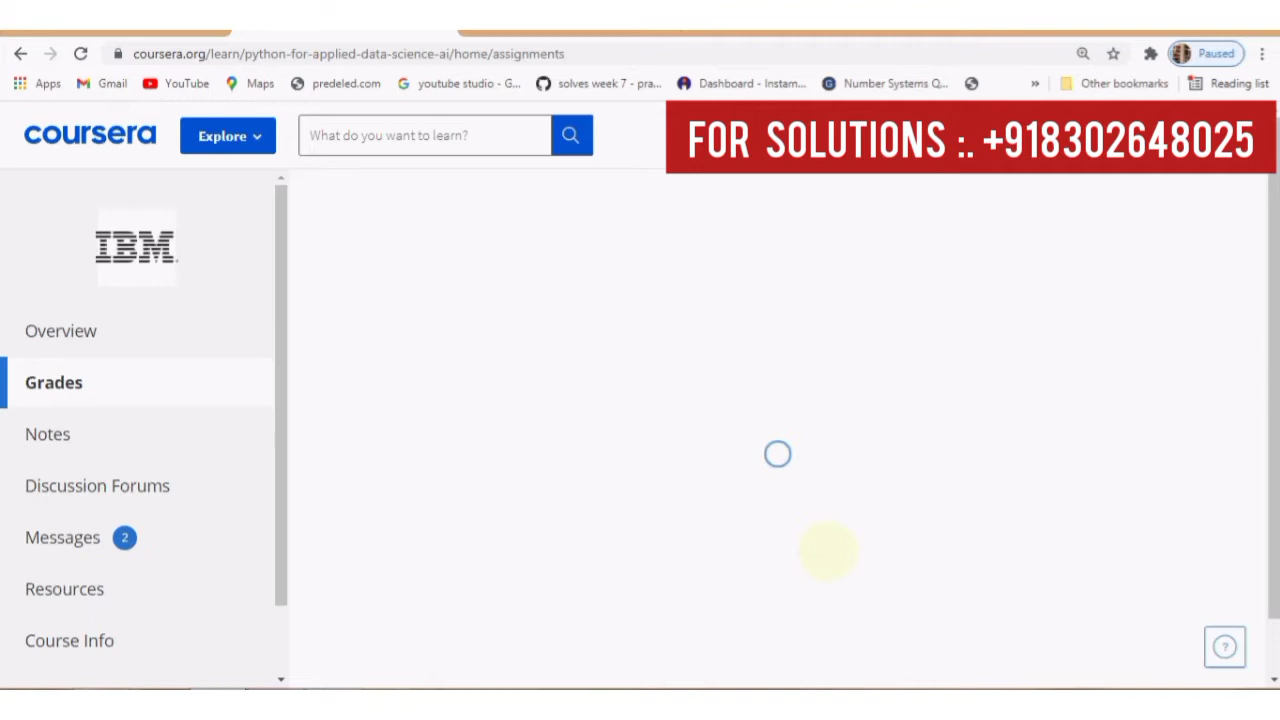 coursera.org/learn/python-for-applied-data-science-ai/home/assignments
Paused
Apps Gmail YouTube Maps predeled.com youtube studio - G... solves week 7 - pra... Dashboard - Instam... Number Systems Q... » Other bookmarks Reading list
coursera Explore What do you want to learn? FOR SOLUTIONS :. +918302648025
IBM
Overview
Grades
Notes
Discussion Forums
Messages 2
Resources
Course Info
?